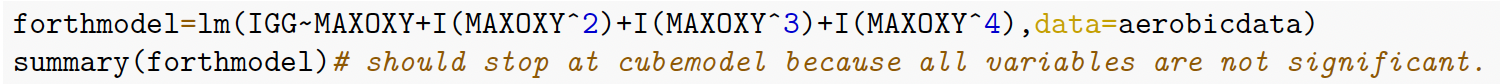 forthmodel=lm(IGG~MAXOXY+I(MAXOXY^2)+I(MAXOXY^3)+I(MAXOXY^4),data=aerobicdata)
summary(forthmodel)# should stop at cubemodel because all variables are not significant.